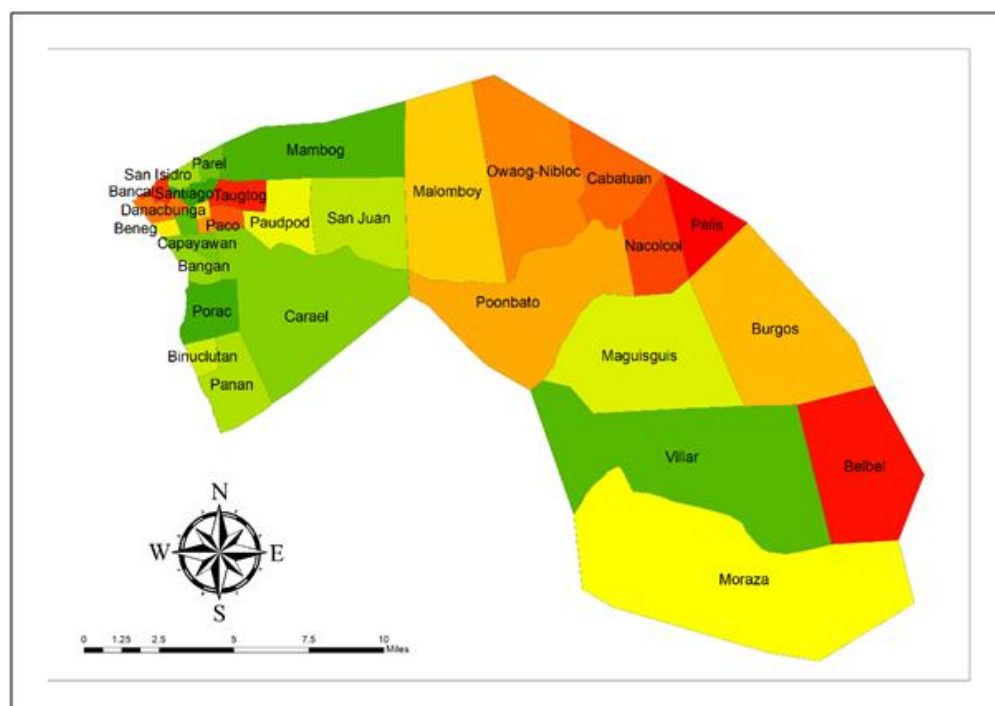 Mambog
Parel
San Isidro
Owaog-Nibloc
Cabatuan
Bancal
Santiago
Taugtog
Malomboy
Danacbunga
San Juan
Paco
Paudpod
Palis
Beneg
Nacolcol
Capayawan
Bangan
Poonbato
Porac
Carael
Burgos
Maguisguis
Binuclutan
Panan
Villar
Belbel
N
W
E
S
Moraza
0 1.25 2.5 5 7.5 10
Miles